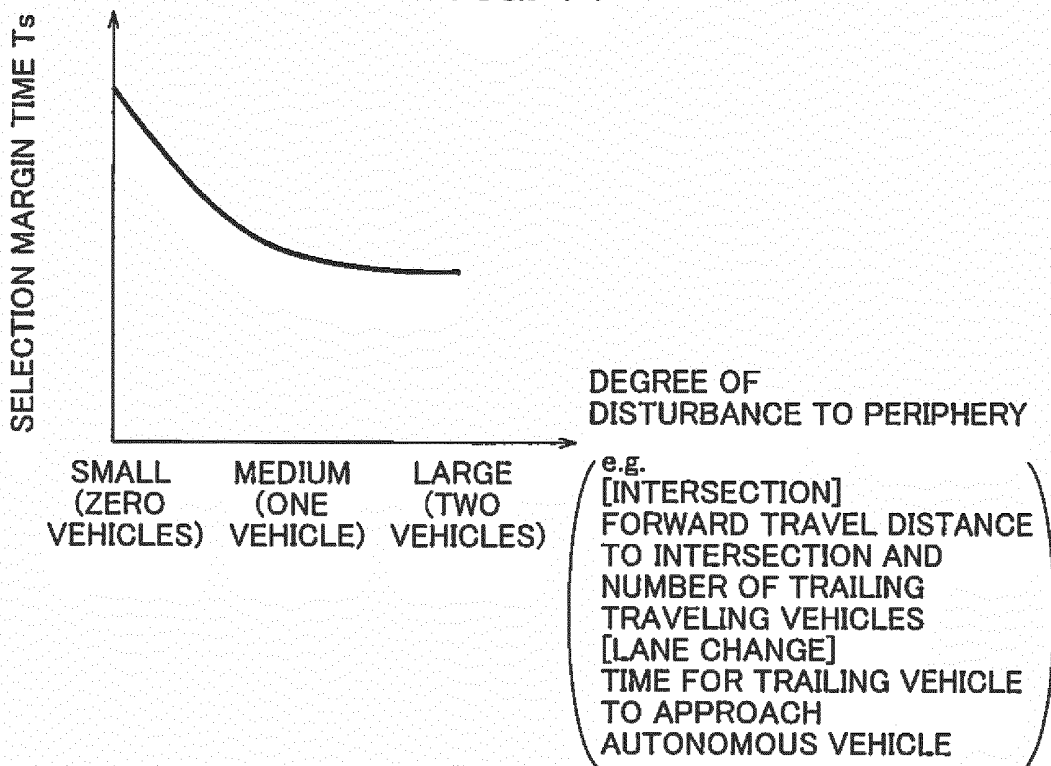 SELECTION MARGIN TIME Ts
DEGREE OF
DISTURBANCE TO PERIPHERY
SMALL
(ZERO
VEHICLES)
MEDIUM
(ONE
VEHICLE)
LARGE
(TWO
VEHICLES)
e.g.
[INTERSECTION]
FORWARD TRAVEL DISTANCE
TO INTERSECTION AND
NUMBER OF TRAILING
TRAVELING VEHICLES
[LANE CHANGE]
TIME FOR TRAILING VEHICLE
TO APPROACH
AUTONOMOUS VEHICLE